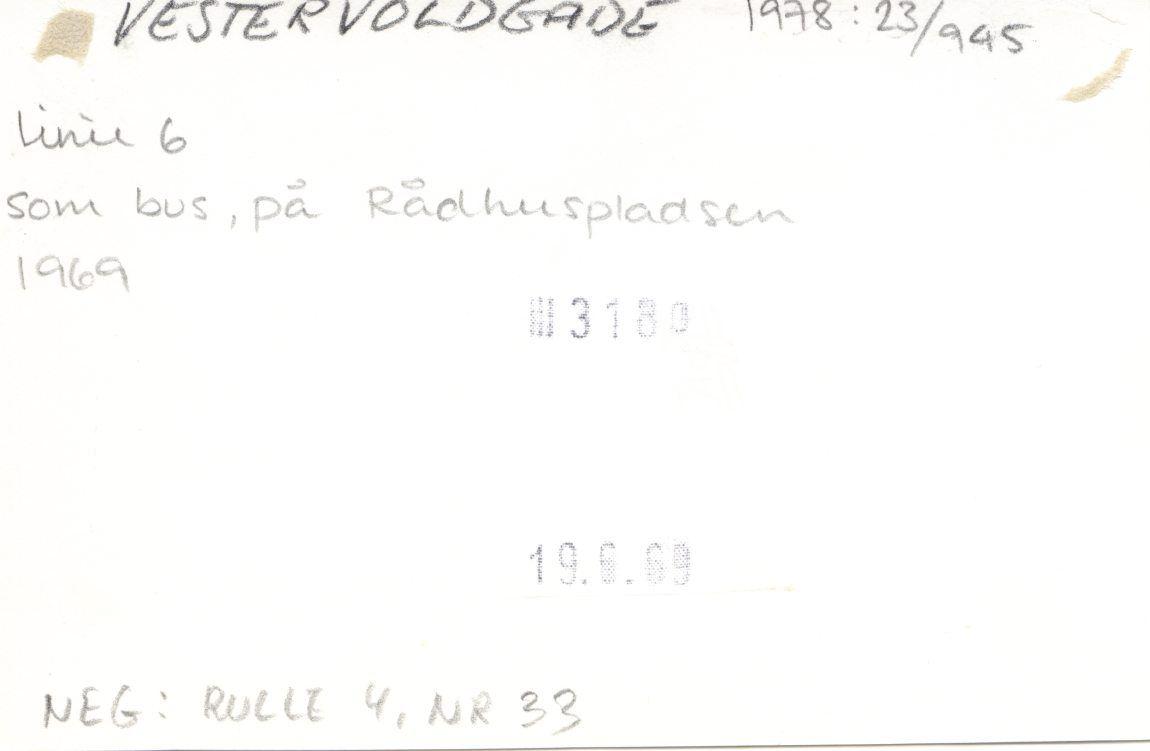 VESTERVOLDGADE 1978:23/945
linie 6
som bus, på Rådhuspladsen
1969
3180
19.6.69
NEG: RULLE 4, NR 33